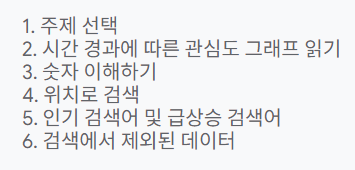 1. 주제 선택
2. 시간 경과에 따른 관심도 그래프 읽기
3. 숫자 이해하기
4. 위치로 검색
5. 인기 검색어 및 급상승 검색어
6. 검색에서 제외된 데이터